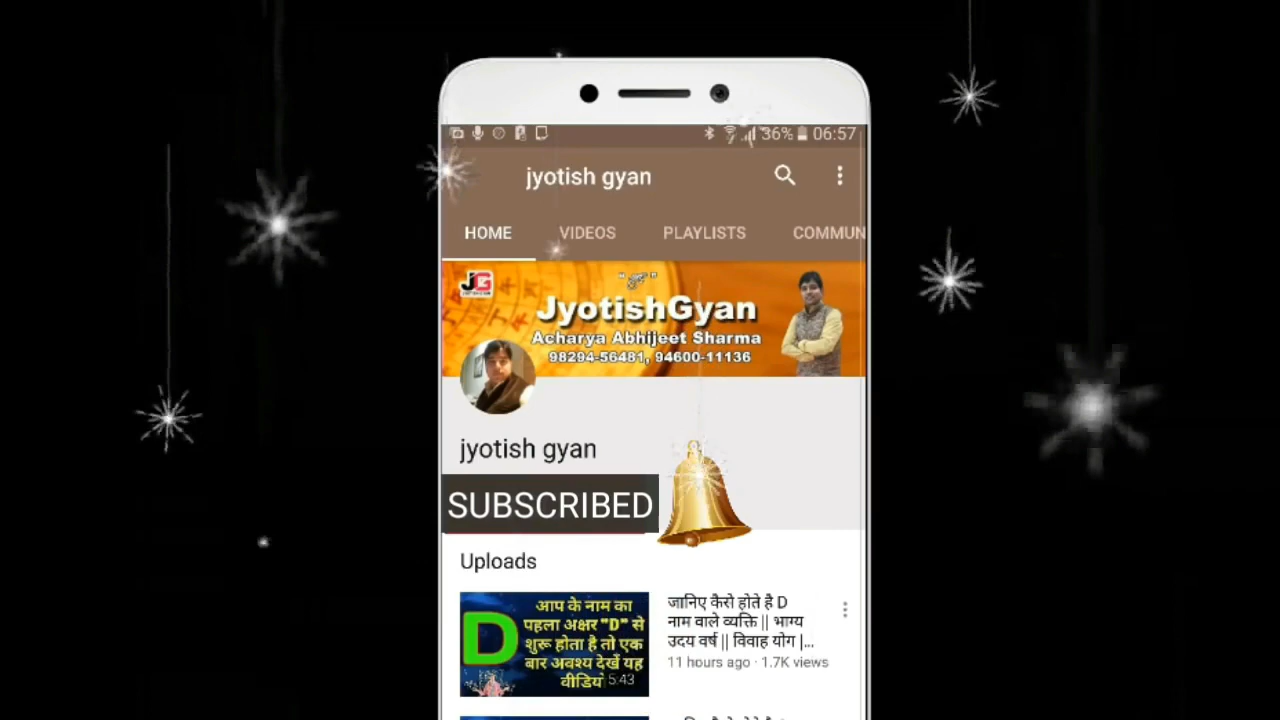 36% 06:57
jyotish gyan
HOME VIDEOS PLAYLISTS COMMUN
JG
JyotishGyan
Acharya Abhijeet Sharma
98294-56481, 94600-11136
jyotish gyan
SUBSCRIBED
Uploads
D
आप के नाम का
पहला अक्षर "D" से
शुरू होता है तो एक
बार अवश्य देखें यह
वीडियो
5:43
जानिए कैसे होते है D
नाम वाले व्यक्ति || भाग्य
उदय वर्ष || विवाह योग |...
11 hours ago · 1.7K views